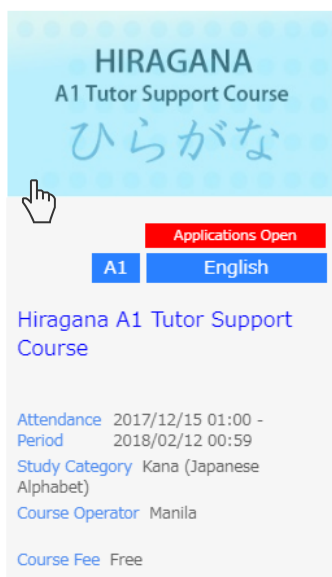 HIRAGANA
A1 Tutor Support Course
ひらがな
Applications Open
A1 English
Hiragana A1 Tutor Support
Course
Attendance 2017/12/15 01:00 -
Period 2018/02/12 00:59
Study Category Kana (Japanese
Alphabet)
Course Operator Manila
Course Fee Free